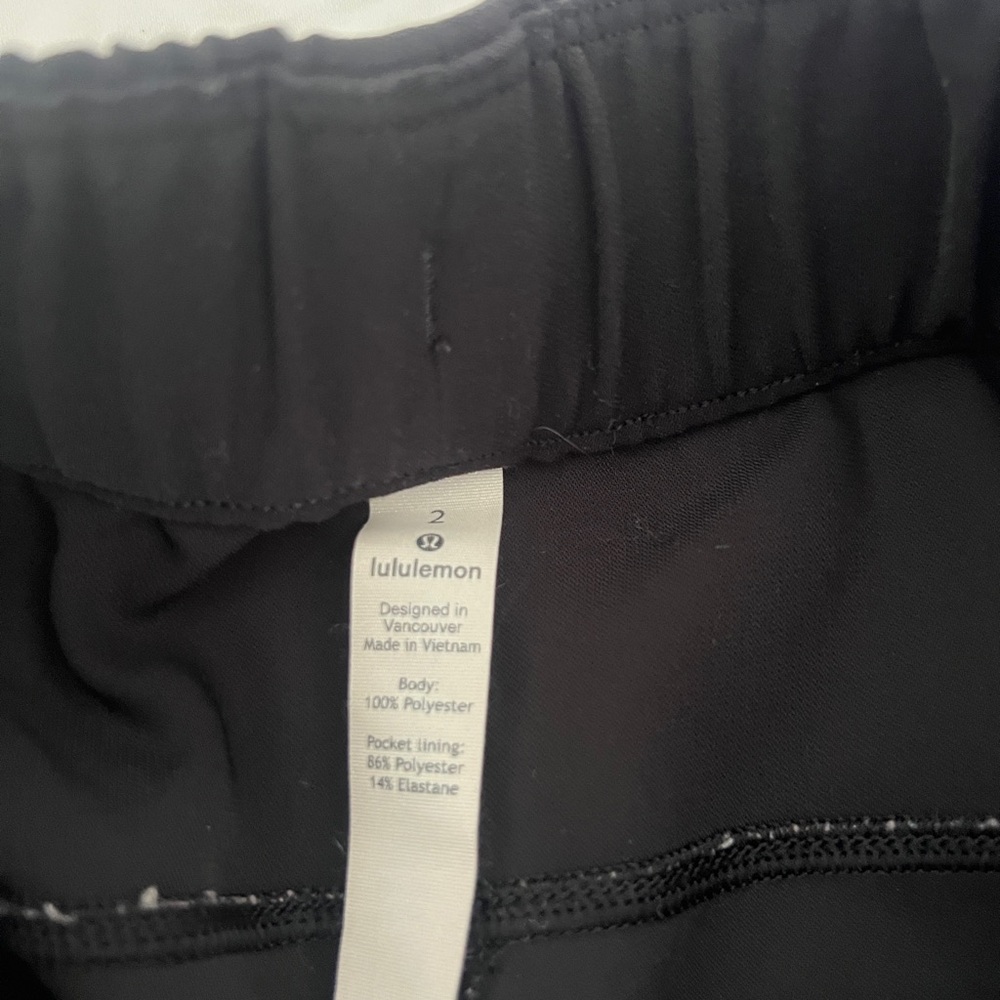 2
lululemon
Designed in
Vancouver
Made in Vietnam
Body:
100% Polyester
Pocket lining:
86% Polyester
14% Elastane